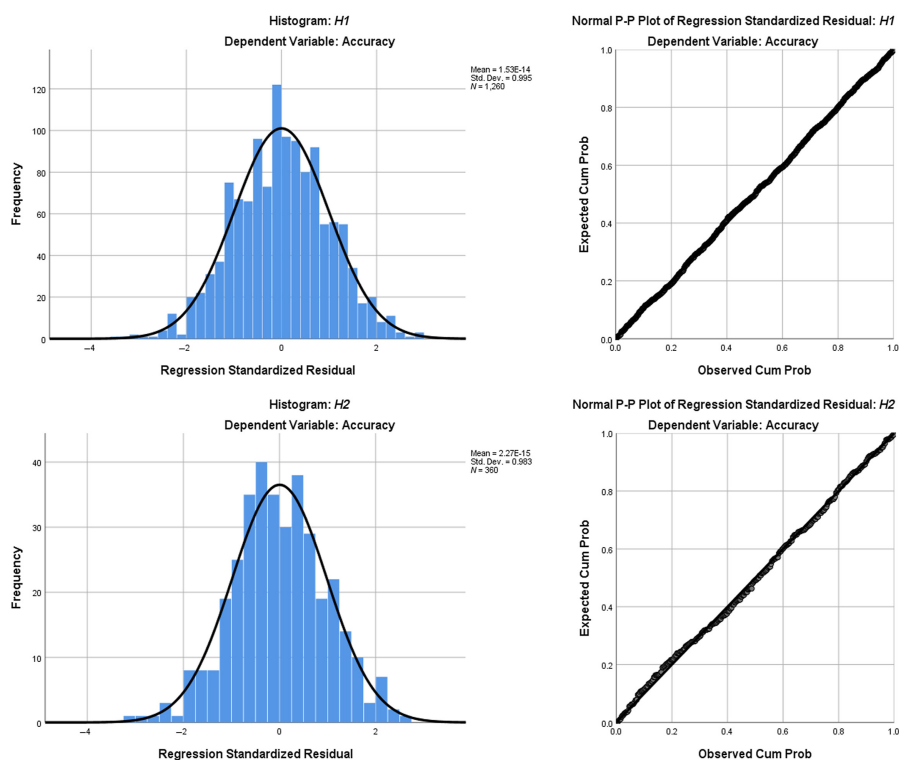 Histogram: H1
Dependent Variable: Accuracy
Mean = 1.53E-14
Std. Dev. = 0.995
N = 1,260
120
100
80
60
40
20
0
Frequency
−4
−2
0
2
Regression Standardized Residual
Normal P-P Plot of Regression Standardized Residual: H1
Dependent Variable: Accuracy
1.0
0.8
0.6
0.4
0.2
0.0
Expected Cum Prob
0.0
0.2
0.4
0.6
0.8
1.0
Observed Cum Prob
Histogram: H2
Dependent Variable: Accuracy
Mean = 2.27E-15
Std. Dev. = 0.983
N = 360
40
30
20
10
0
Frequency
−4
−2
0
2
Regression Standardized Residual
Normal P-P Plot of Regression Standardized Residual: H2
Dependent Variable: Accuracy
1.0
0.8
0.6
0.4
0.2
0.0
Expected Cum Prob
0.0
0.2
0.4
0.6
0.8
1.0
Observed Cum Prob